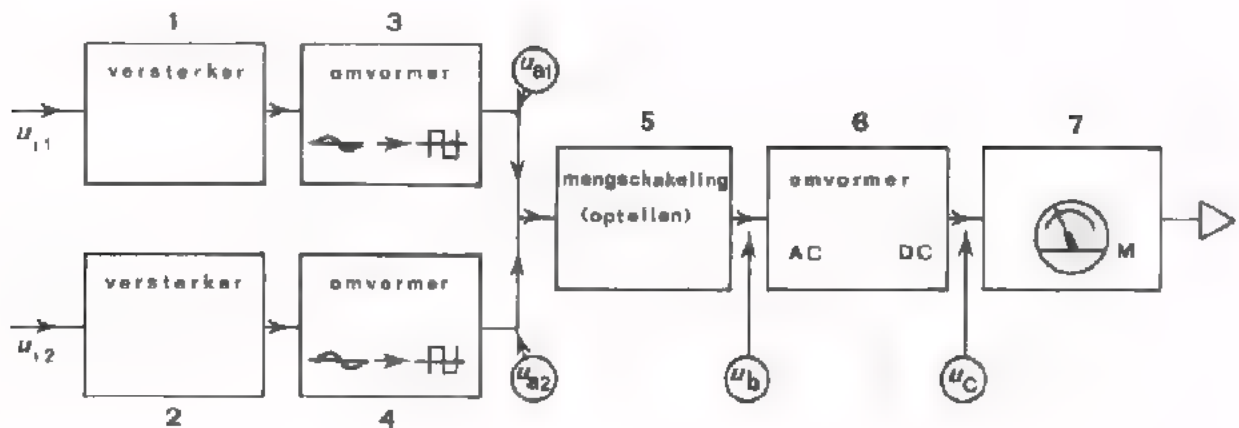 1
3
u_a1
versterker
omvormer
5
6
7
u_i1
mengschakeling
(optellen)
omvormer
AC
DC
M
versterker
omvormer
u_i2
u_a2
u_b
u_c
2
4